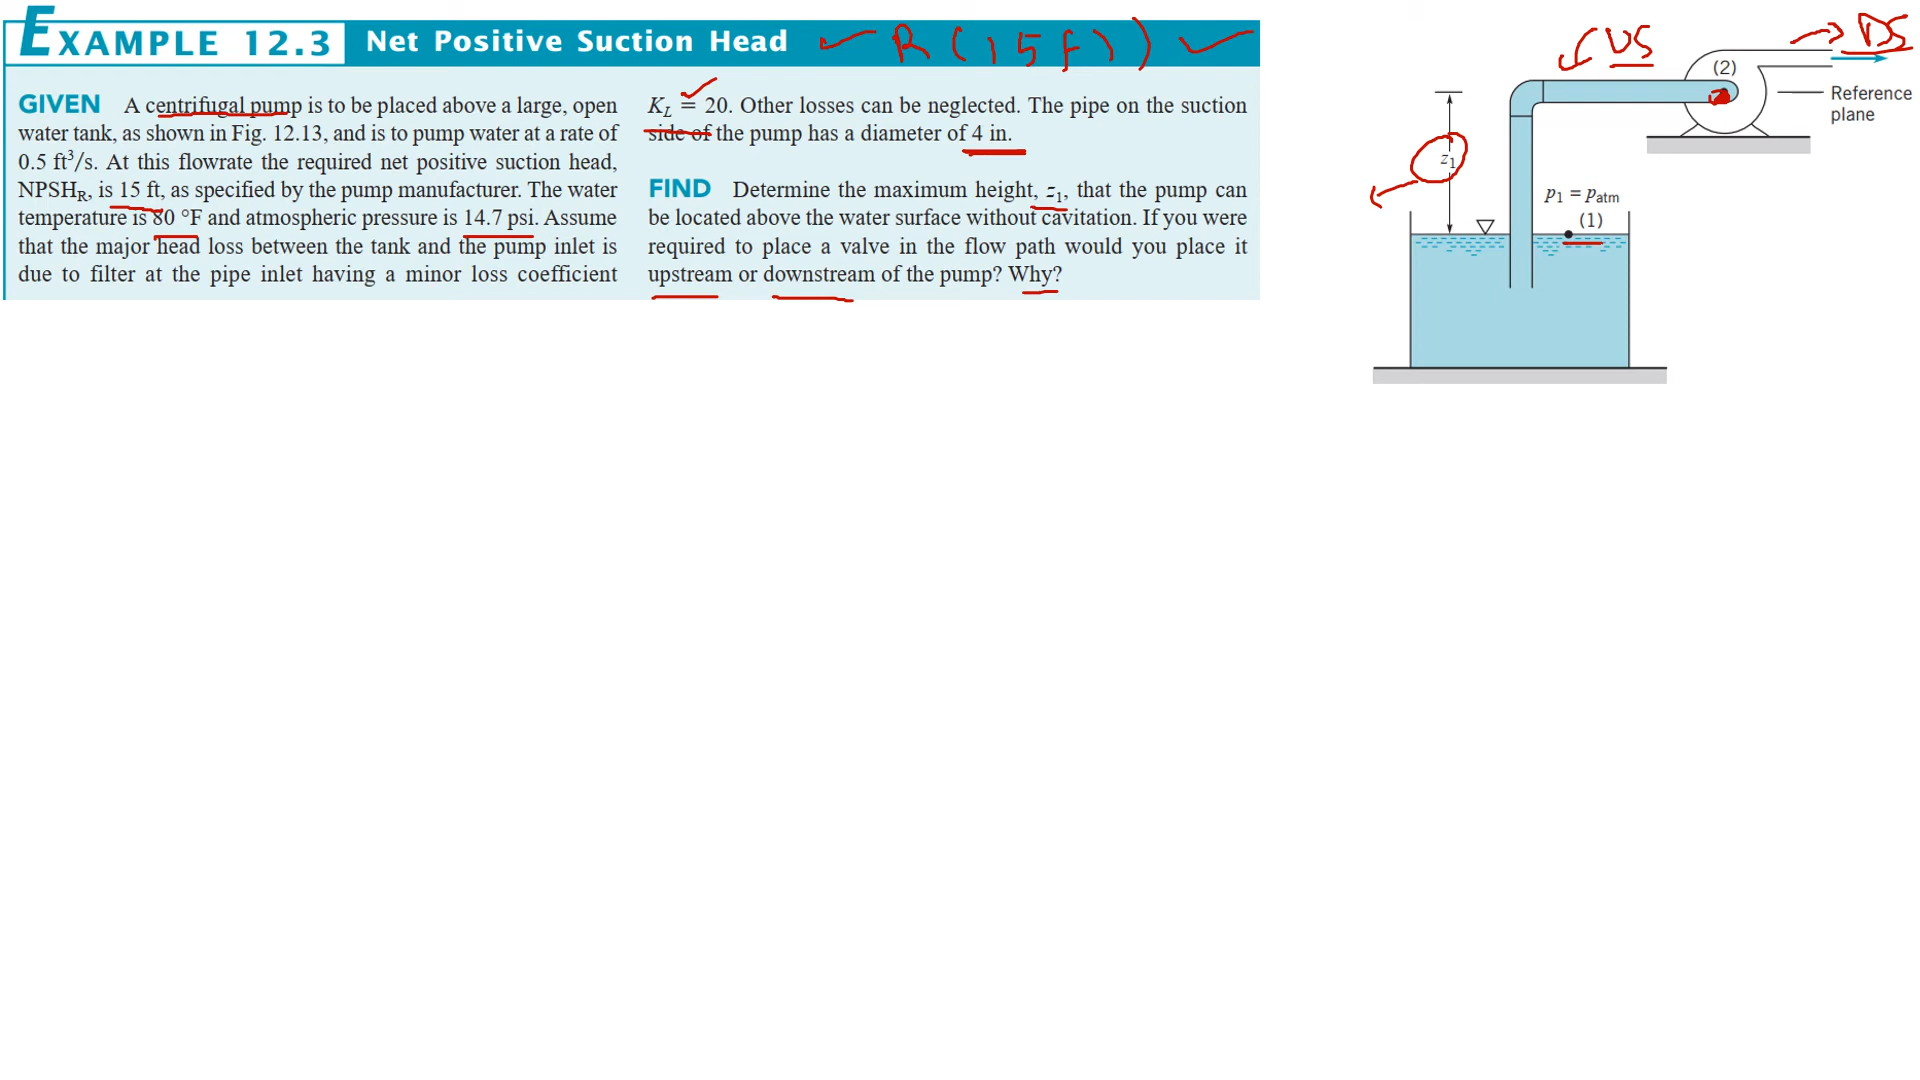 EXAMPLE 12.3 Net Positive Suction Head R (15f))
GIVEN A centrifugal pump is to be placed above a large, open
water tank, as shown in Fig. 12.13, and is to pump water at a rate of
0.5 ft³/s. At this flowrate the required net positive suction head,
NPSH_R, is 15 ft, as specified by the pump manufacturer. The water
temperature is 80 °F and atmospheric pressure is 14.7 psi. Assume
that the major head loss between the tank and the pump inlet is
due to filter at the pipe inlet having a minor loss coefficient
K_L = 20. Other losses can be neglected. The pipe on the suction
side of the pump has a diameter of 4 in.
FIND Determine the maximum height, z₁, that the pump can
be located above the water surface without cavitation. If you were
required to place a valve in the flow path would you place it
upstream or downstream of the pump? Why?
US
DS
(2)
Reference
plane
z₁
p₁ = p_atm
(1)